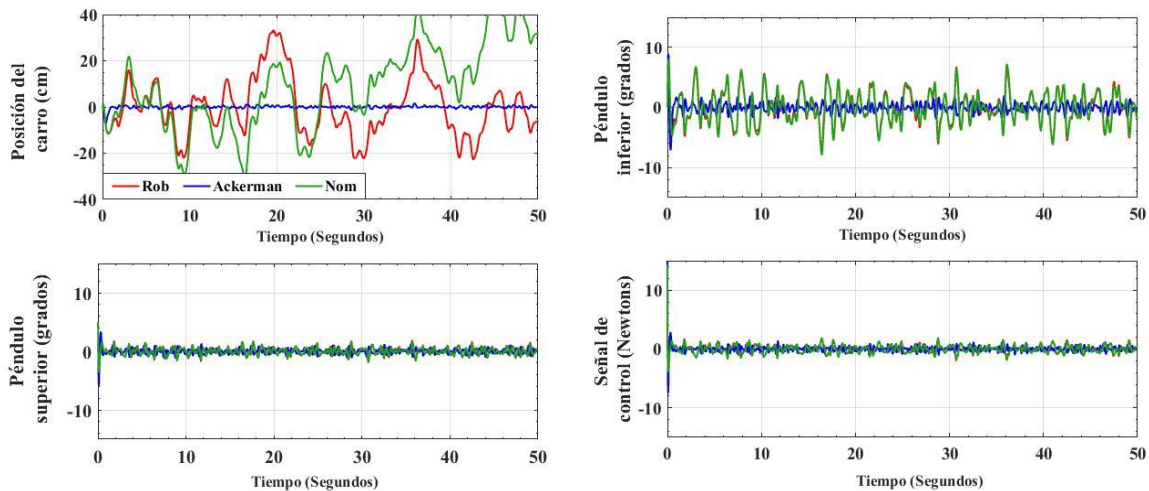 40
20
0
-20
-40
Posición del
carro (cm)
Rob
Ackerman
Nom
0
10
20
30
40
50
Tiempo (Segundos)
10
0
-10
Péndulo
inferior (grados)
0
10
20
30
40
50
Tiempo (Segundos)
10
0
-10
Péndulo
superior (grados)
0
10
20
30
40
50
Tiempo (Segundos)
10
0
-10
Señal de
control (Newtons)
0
10
20
30
40
50
Tiempo (Segundos)